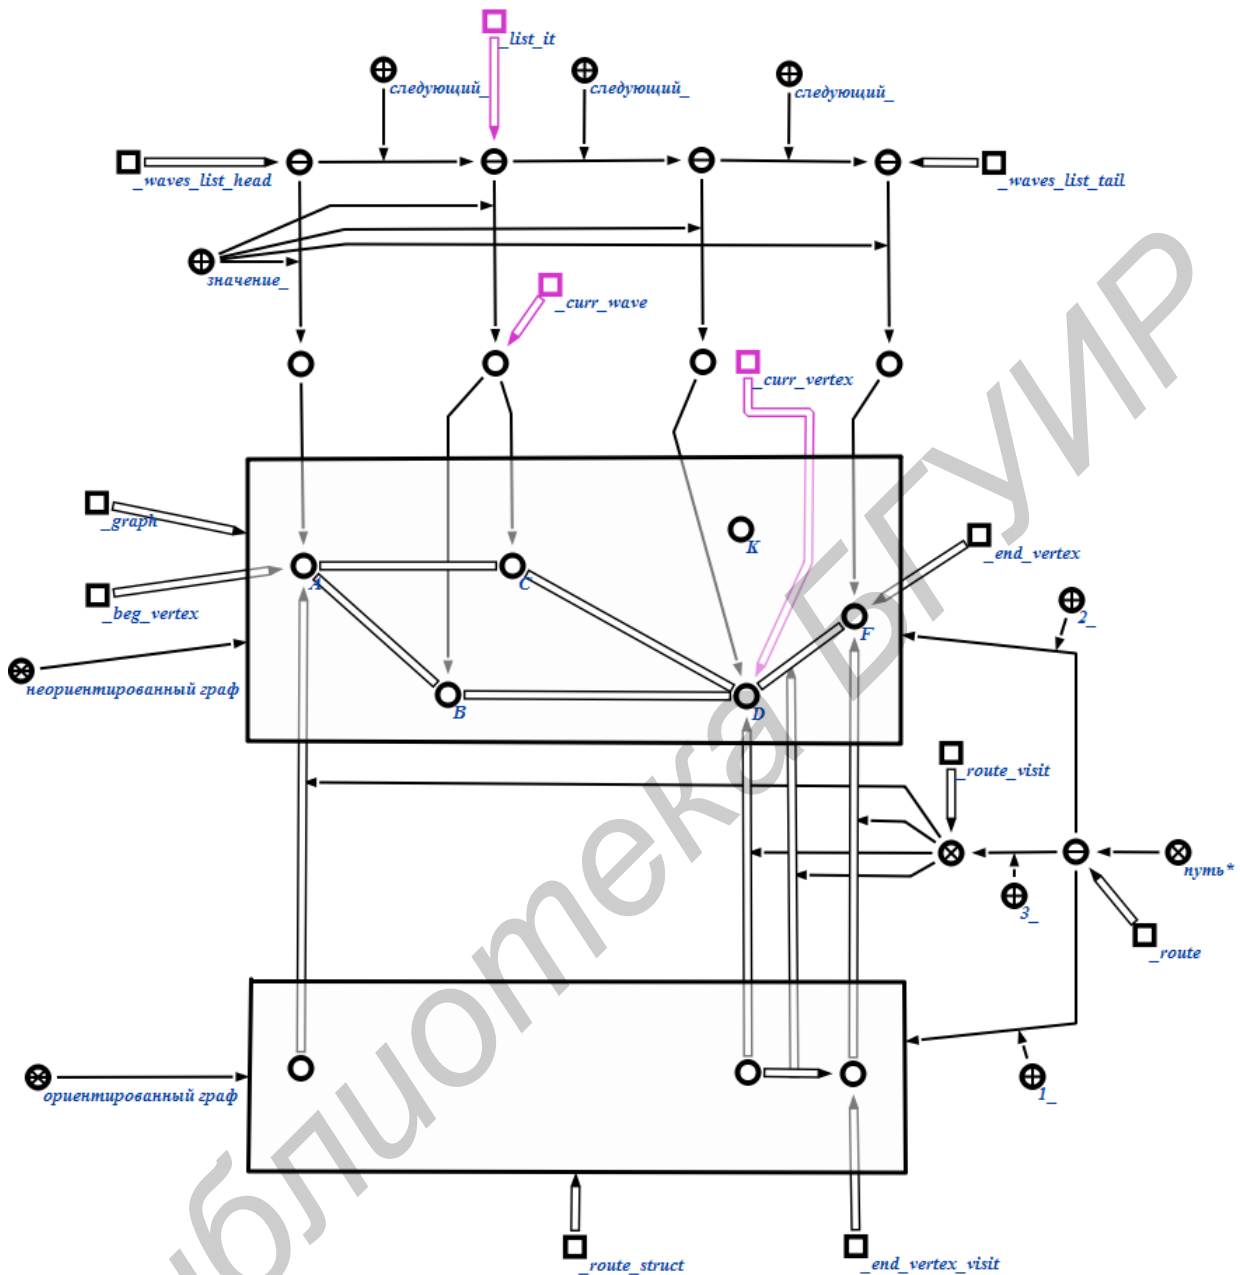 _list_it
следующий_
следующий_
следующий_
_waves_list_head
_waves_list_tail
значение_
_curr_wave
_curr_vertex
_graph
K
_end_vertex
A
C
2_
_beg_vertex
F
неориентированный граф
B
D
_route_visit
путь*
3_
_route
ориентированный граф
1_
_route_struct
_end_vertex_visit
блиотека БГУИР